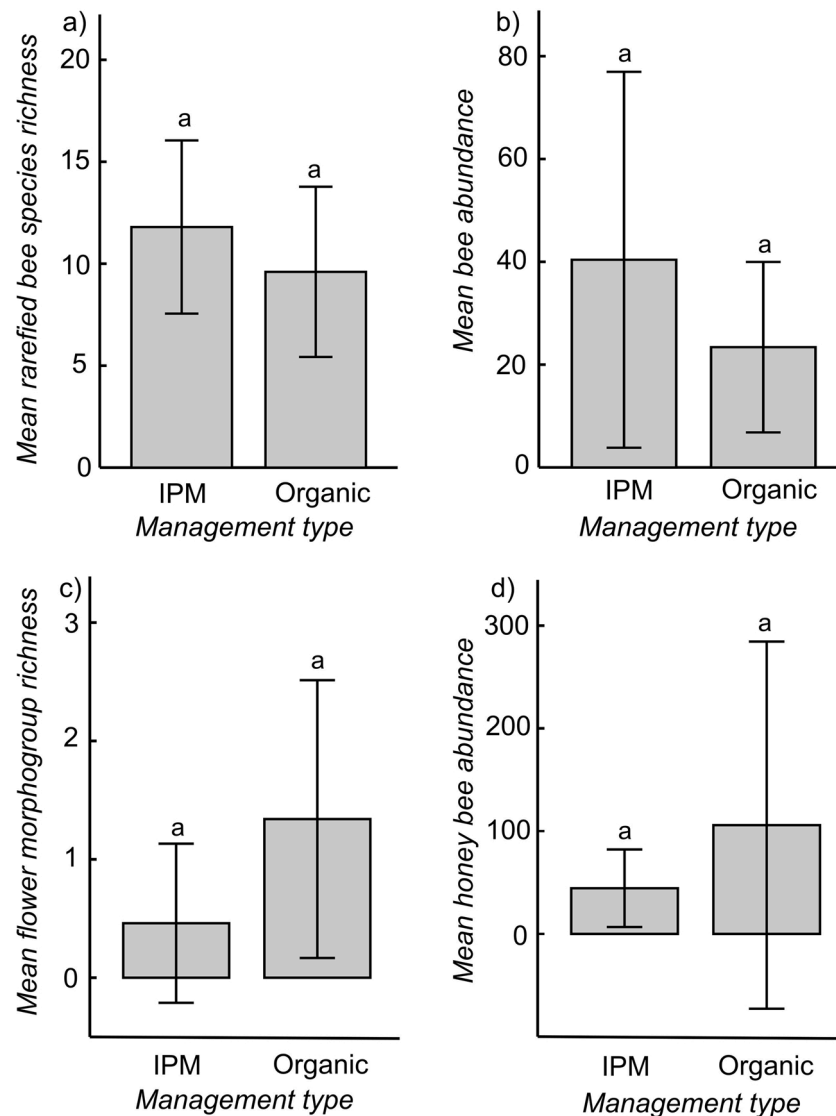 a)
Mean rarefied bee species richness
20
15
10
5
0
a
a
IPM Organic
Management type
b)
Mean bee abundance
80
60
40
20
0
a
a
IPM Organic
Management type
c)
Mean flower morphogroup richness
3
2
1
0
a
a
IPM Organic
Management type
d)
Mean honey bee abundance
300
200
100
0
a
a
IPM Organic
Management type